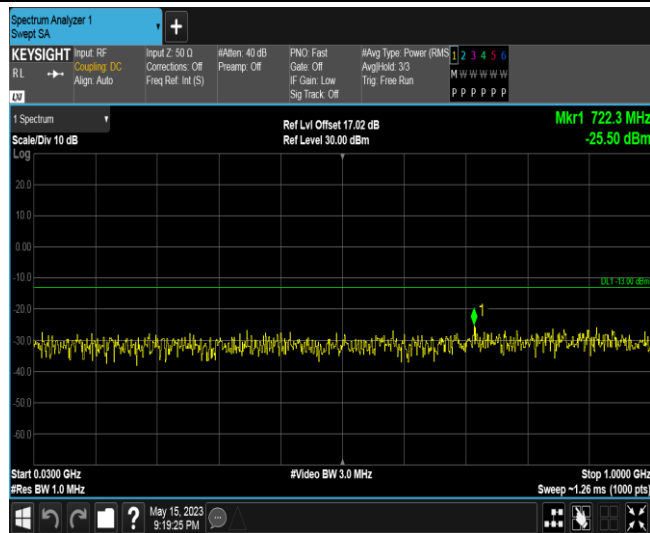 Spectrum Analyzer 1
Swept SA
+
KEYSIGHT
RL
Input: RF
Coupling: DC
Align: Auto
Input Z: 50 Ω
Corrections: Off
Freq Ref: Int (S)
#Atten: 40 dB
Preamp: Off
PNO: Fast
Gate: Off
IF Gain: Low
Sig Track: Off
#Avg Type: Power (RMS
Avg|Hold: 3/3
Trig: Free Run
1 2 3 4 5 6
M W W W W W
P P P P P P
1 Spectrum
Scale/Div 10 dB
Log
Ref Lvl Offset 17.02 dB
Ref Level 30.00 dBm
Mkr1 722.3 MHz
-25.50 dBm
20.0
10.0
0.00
-10.0
DL1 -13.00 dBm
-20.0
1
-30.0
-40.0
-50.0
-60.0
Start 0.0300 GHz
#Res BW 1.0 MHz
#Video BW 3.0 MHz
Stop 1.0000 GHz
Sweep ~1.26 ms (1000 pts)
?
May 15, 2023
9:19:25 PM